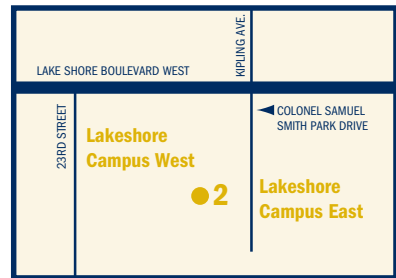 KIPLING AVE.
LAKE SHORE BOULEVARD WEST
23RD STREET
COLONEL SAMUEL
SMITH PARK DRIVE
Lakeshore
Campus West
2
Lakeshore
Campus East